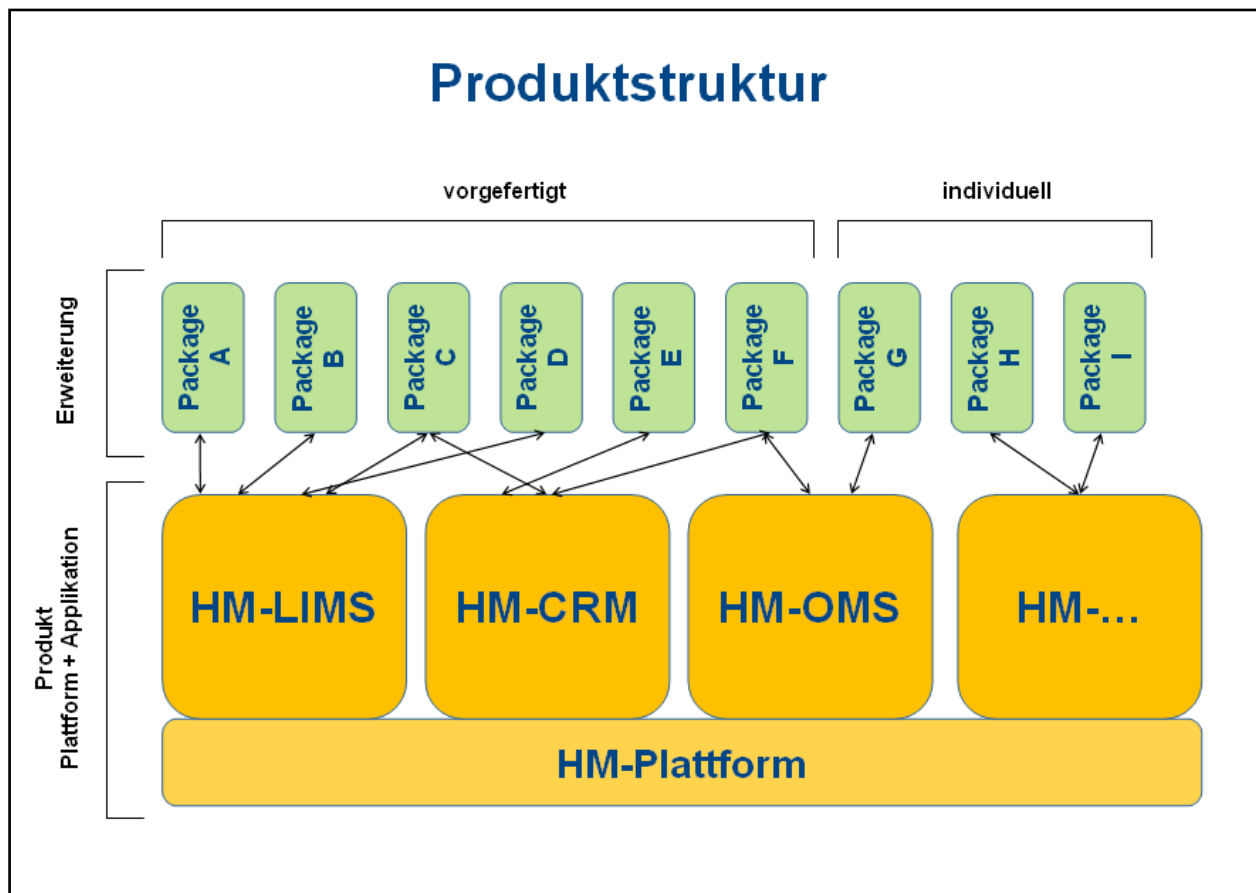 Produktstruktur
vorgefertigt
individuell
Erweiterung
Package
A
Package
B
Package
C
Package
D
Package
E
Package
F
Package
G
Package
H
Package
I
Produkt
Plattform + Applikation
HM-LIMS
HM-CRM
HM-OMS
HM-...
HM-Plattform